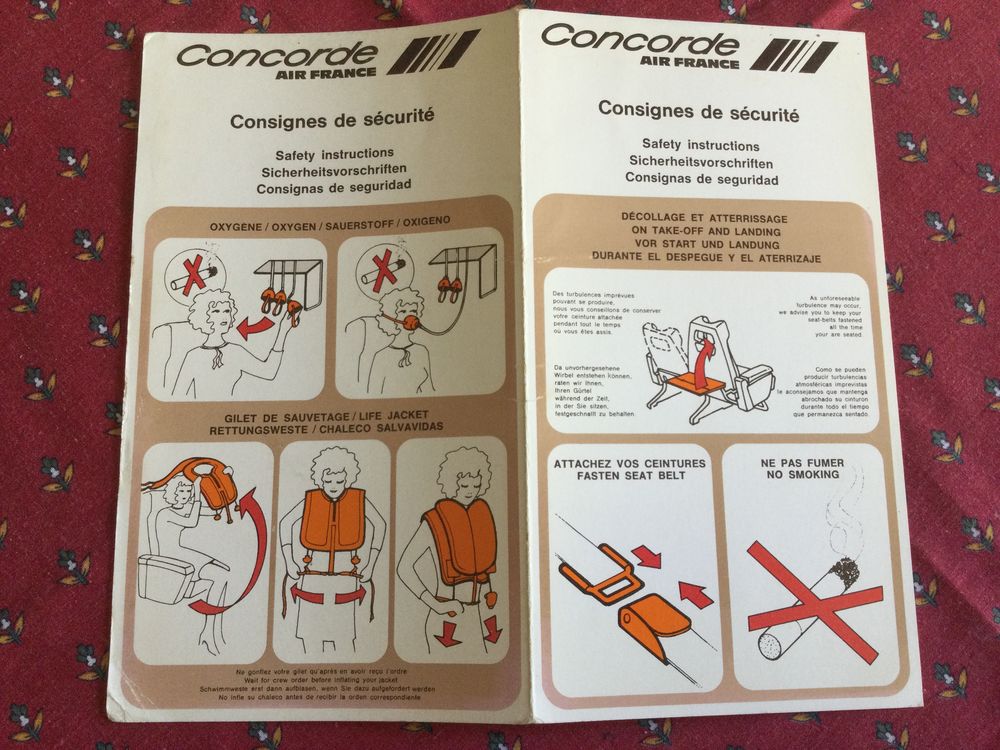 Concorde
AIR FRANCE
Consignes de sécurité
Safety instructions
Sicherheitsvorschriften
Consignas de seguridad
OXYGÈNE / OXYGEN / SAUERSTOFF / OXIGENO
GILET DE SAUVETAGE / LIFE JACKET
RETTUNGSWESTE / CHALECO SALVAVIDAS
Ne gonflez votre gilet qu'après en avoir reçu l'ordre
Wait for crew order before inflating your jacket
Schwimmweste erst dann aufblasen, wenn Sie dazu aufgefordert werden
No infle su chaleco antes de recibir la orden correspondiente
Concorde
AIR FRANCE
Consignes de sécurité
Safety instructions
Sicherheitsvorschriften
Consignas de seguridad
DÉCOLLAGE ET ATTERRISSAGE
ON TAKE-OFF AND LANDING
VOR START UND LANDUNG
DURANTE EL DESPEGUE Y EL ATERRIZAJE
Des turbulences imprévues
pouvant se produire,
nous vous conseillons de conserver
votre ceinture attachée
pendant tout le temps
où vous êtes assis.
As unforeseeable
turbulence may occur,
we advise you to keep your
seat-belts fastened
all the time
your are seated.
Da unvorhergesehene
Wirbel entstehen können,
raten wir Ihnen,
Ihren Gürtel
während der Zeit,
in der Sie sitzen,
festgeschnallt zu behalten.
Como se pueden
producir turbulencias
atmosféricas imprevistas
le aconsejamos que mantenga
abrochado su cinturon
durante todo el tiempo
que permanezca sentado.
ATTACHEZ VOS CEINTURES
FASTEN SEAT BELT
NE PAS FUMER
NO SMOKING